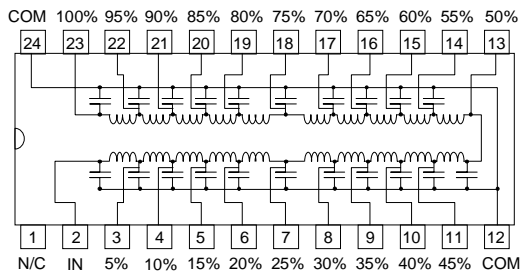 COM 100% 95% 90% 85% 80% 75% 70% 65% 60% 55% 50%
24 23 22 21 20 19 18 17 16 15 14 13
1 2 3 4 5 6 7 8 9 10 11 12
N/C IN 5% 10% 15% 20% 25% 30% 35% 40% 45% COM